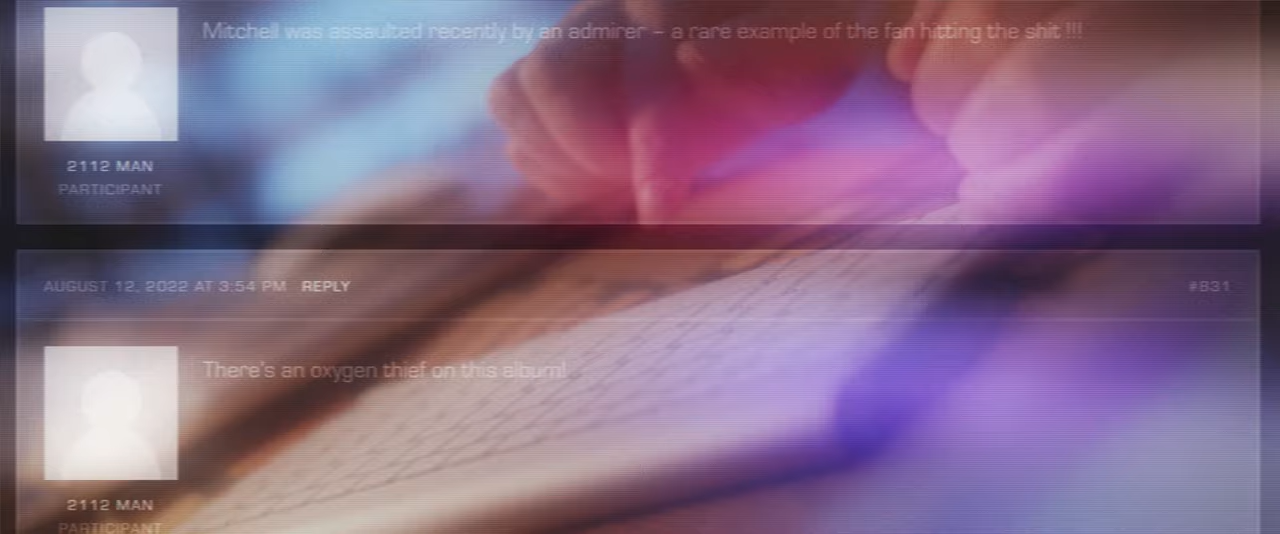 Mitchell was assaulted recently by an admirer – a rare example of the fan hitting the shit !!!
2112 MAN
PARTICIPANT
AUGUST 12, 2022 AT 3:54 PM REPLY
#831
There's an oxygen thief on this album!
2112 MAN
PARTICIPANT